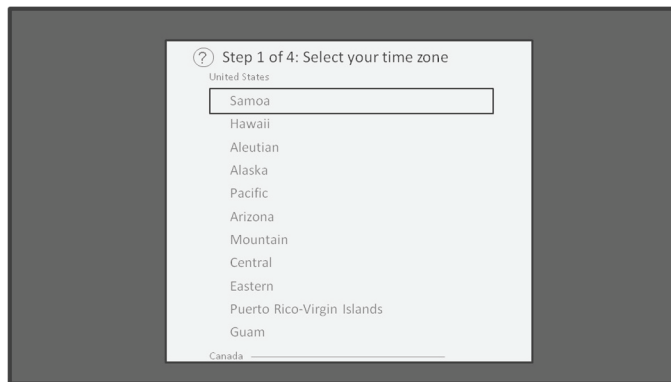 ? Step 1 of 4: Select your time zone
United States
Samoa
Hawaii
Aleutian
Alaska
Pacific
Arizona
Mountain
Central
Eastern
Puerto Rico-Virgin Islands
Guam
Canada